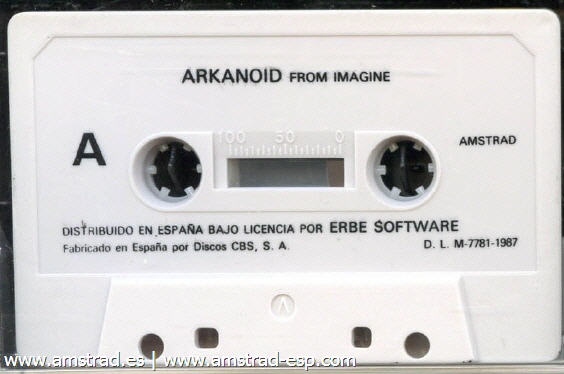 ARKANOID FROM IMAGINE
A
100 50 0
AMSTRAD
DISTRIBUIDO EN ESPAÑA BAJO LICENCIA POR ERBE SOFTWARE
Fabricado en España por Discos CBS, S. A.
D. L. M-7781-1987
www.amstrad.es | www.amstrad-esp.com